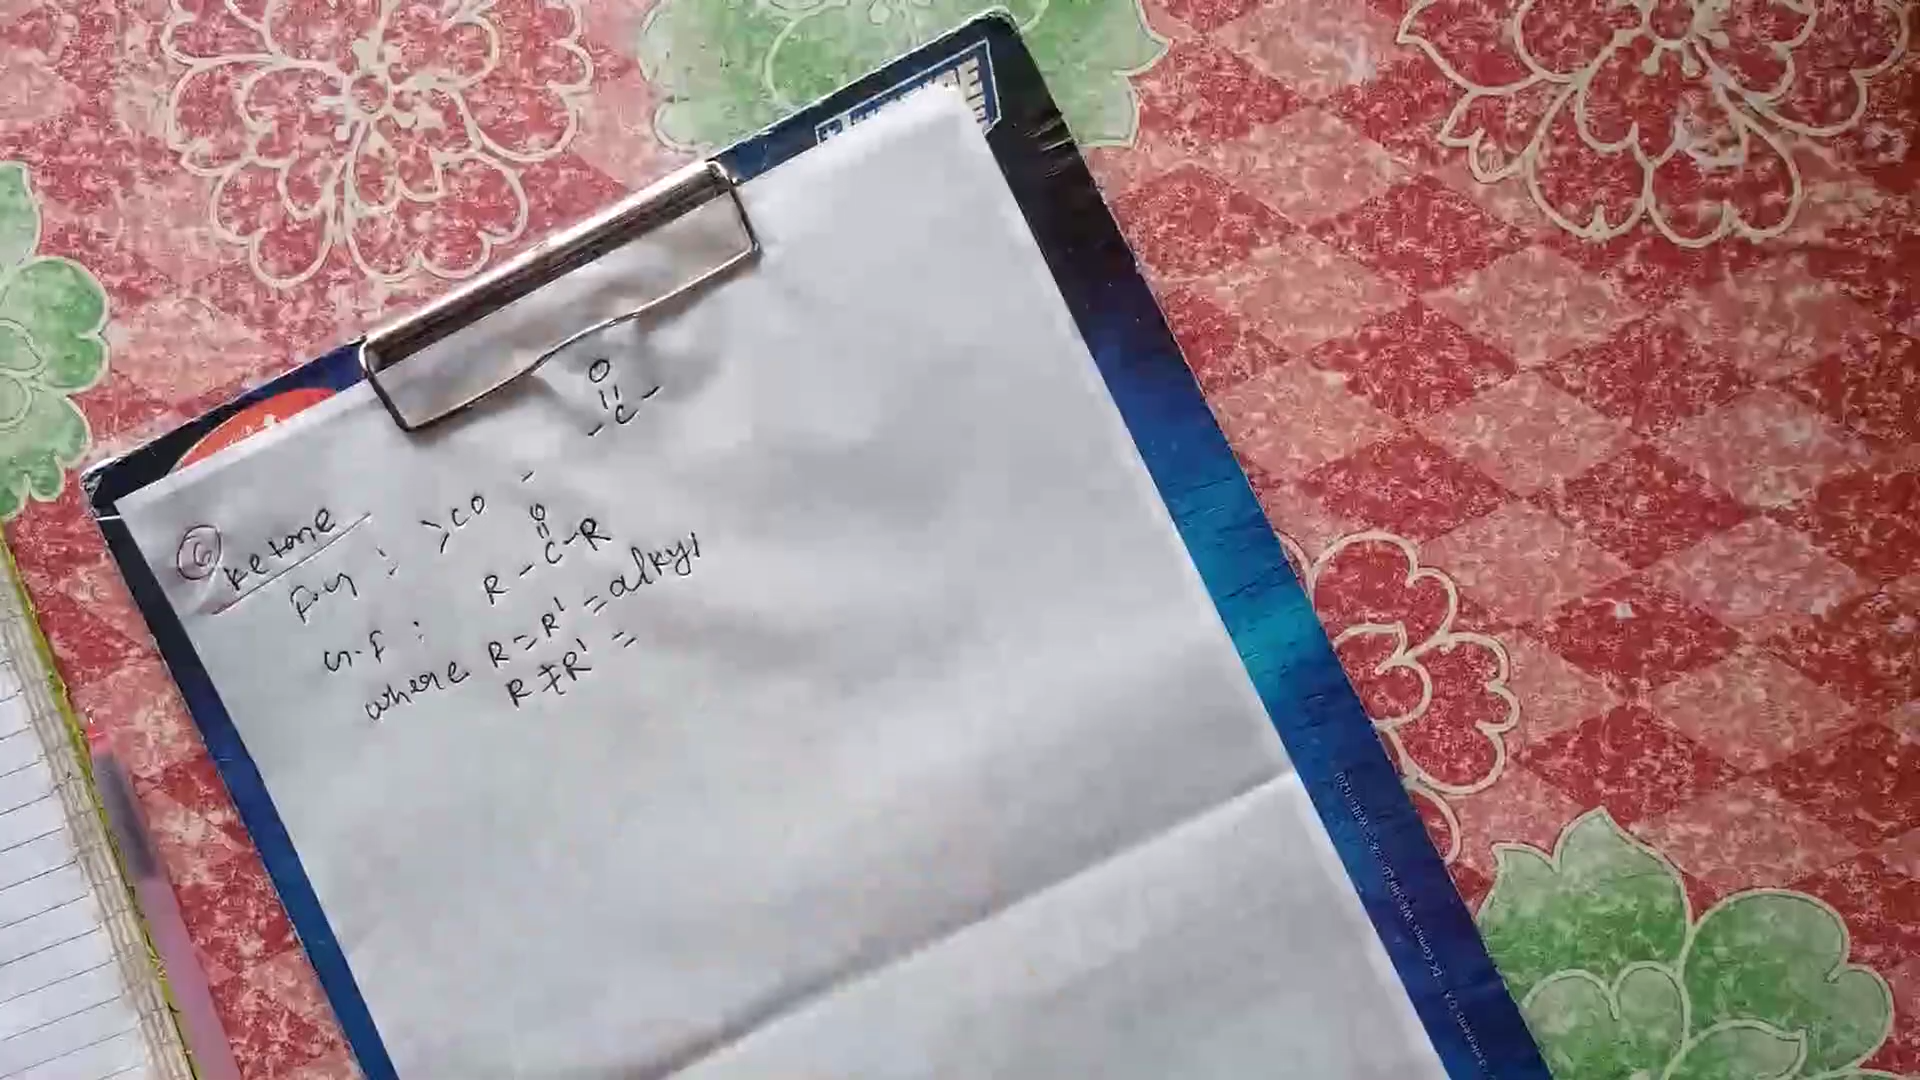 O
||
- C -
6 Ketone
F.G : >CO -
O
||
G.F : R - C - R
where R = R' = alkyl
R ≠ R' =